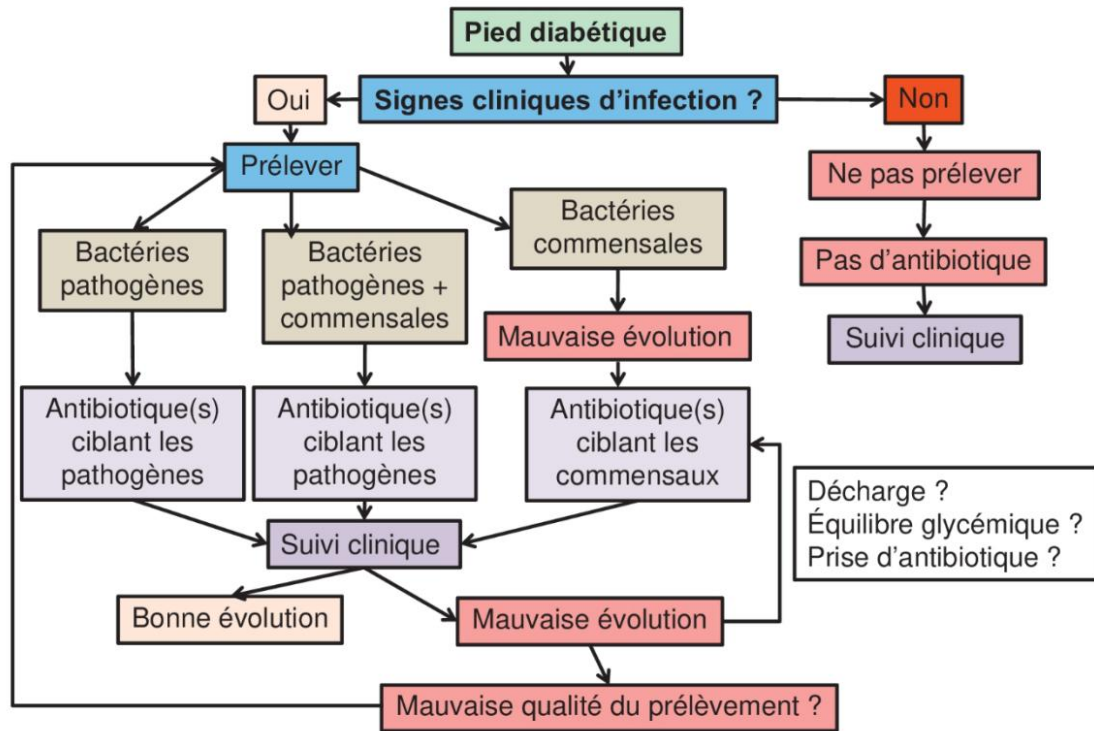 Pied diabétique
Oui
Signes cliniques d'infection ?
Non
Prélever
Ne pas prélever
Bactéries
pathogènes
Bactéries
pathogènes +
commensales
Bactéries
commensales
Pas d'antibiotique
Mauvaise évolution
Suivi clinique
Antibiotique(s)
ciblant les
pathogènes
Antibiotique(s)
ciblant les
pathogènes
Antibiotique(s)
ciblant les
commensaux
Décharge ?
Équilibre glycémique ?
Prise d'antibiotique ?
Suivi clinique
Bonne évolution
Mauvaise évolution
Mauvaise qualité du prélèvement ?